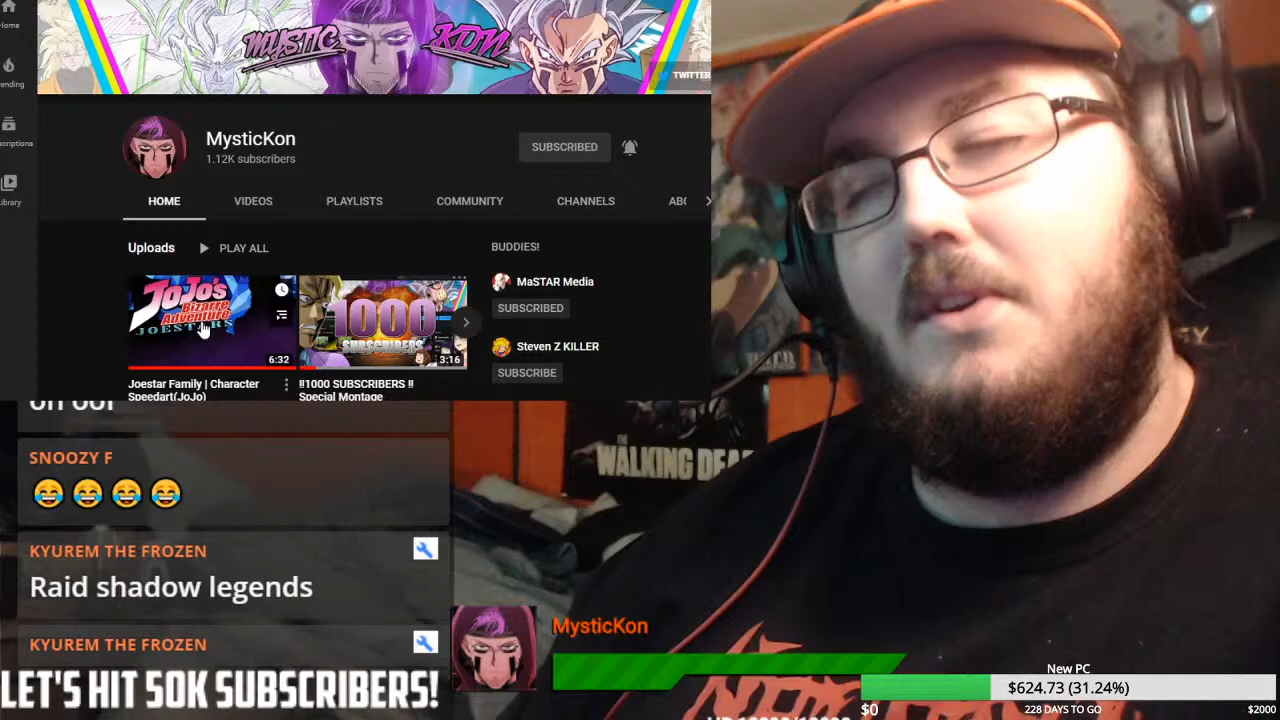 Home
MYSTIC KON
TWITTER
MysticKon
1.12K subscribers
SUBSCRIBED
HOME VIDEOS PLAYLISTS COMMUNITY CHANNELS
Uploads PLAY ALL
BUDDIES!
JoJo's
Bizarre
Adventure
JOESTARS
6:32
1000
SUBSCRIBERS
3:16
MaSTAR Media
SUBSCRIBED
Steven Z KILLER
SUBSCRIBE
Joestar Family | Character
Speedart(JoJo)
!!1000 SUBSCRIBERS !!
Special Montage
SNOOZY F
😂😂😂😂
KYUREM THE FROZEN
Raid shadow legends
KYUREM THE FROZEN
LET'S HIT 50K SUBSCRIBERS!
THE
WALKING DEAD
MysticKon
New PC
$624.73 (31.24%)
$0 228 DAYS TO GO $2000